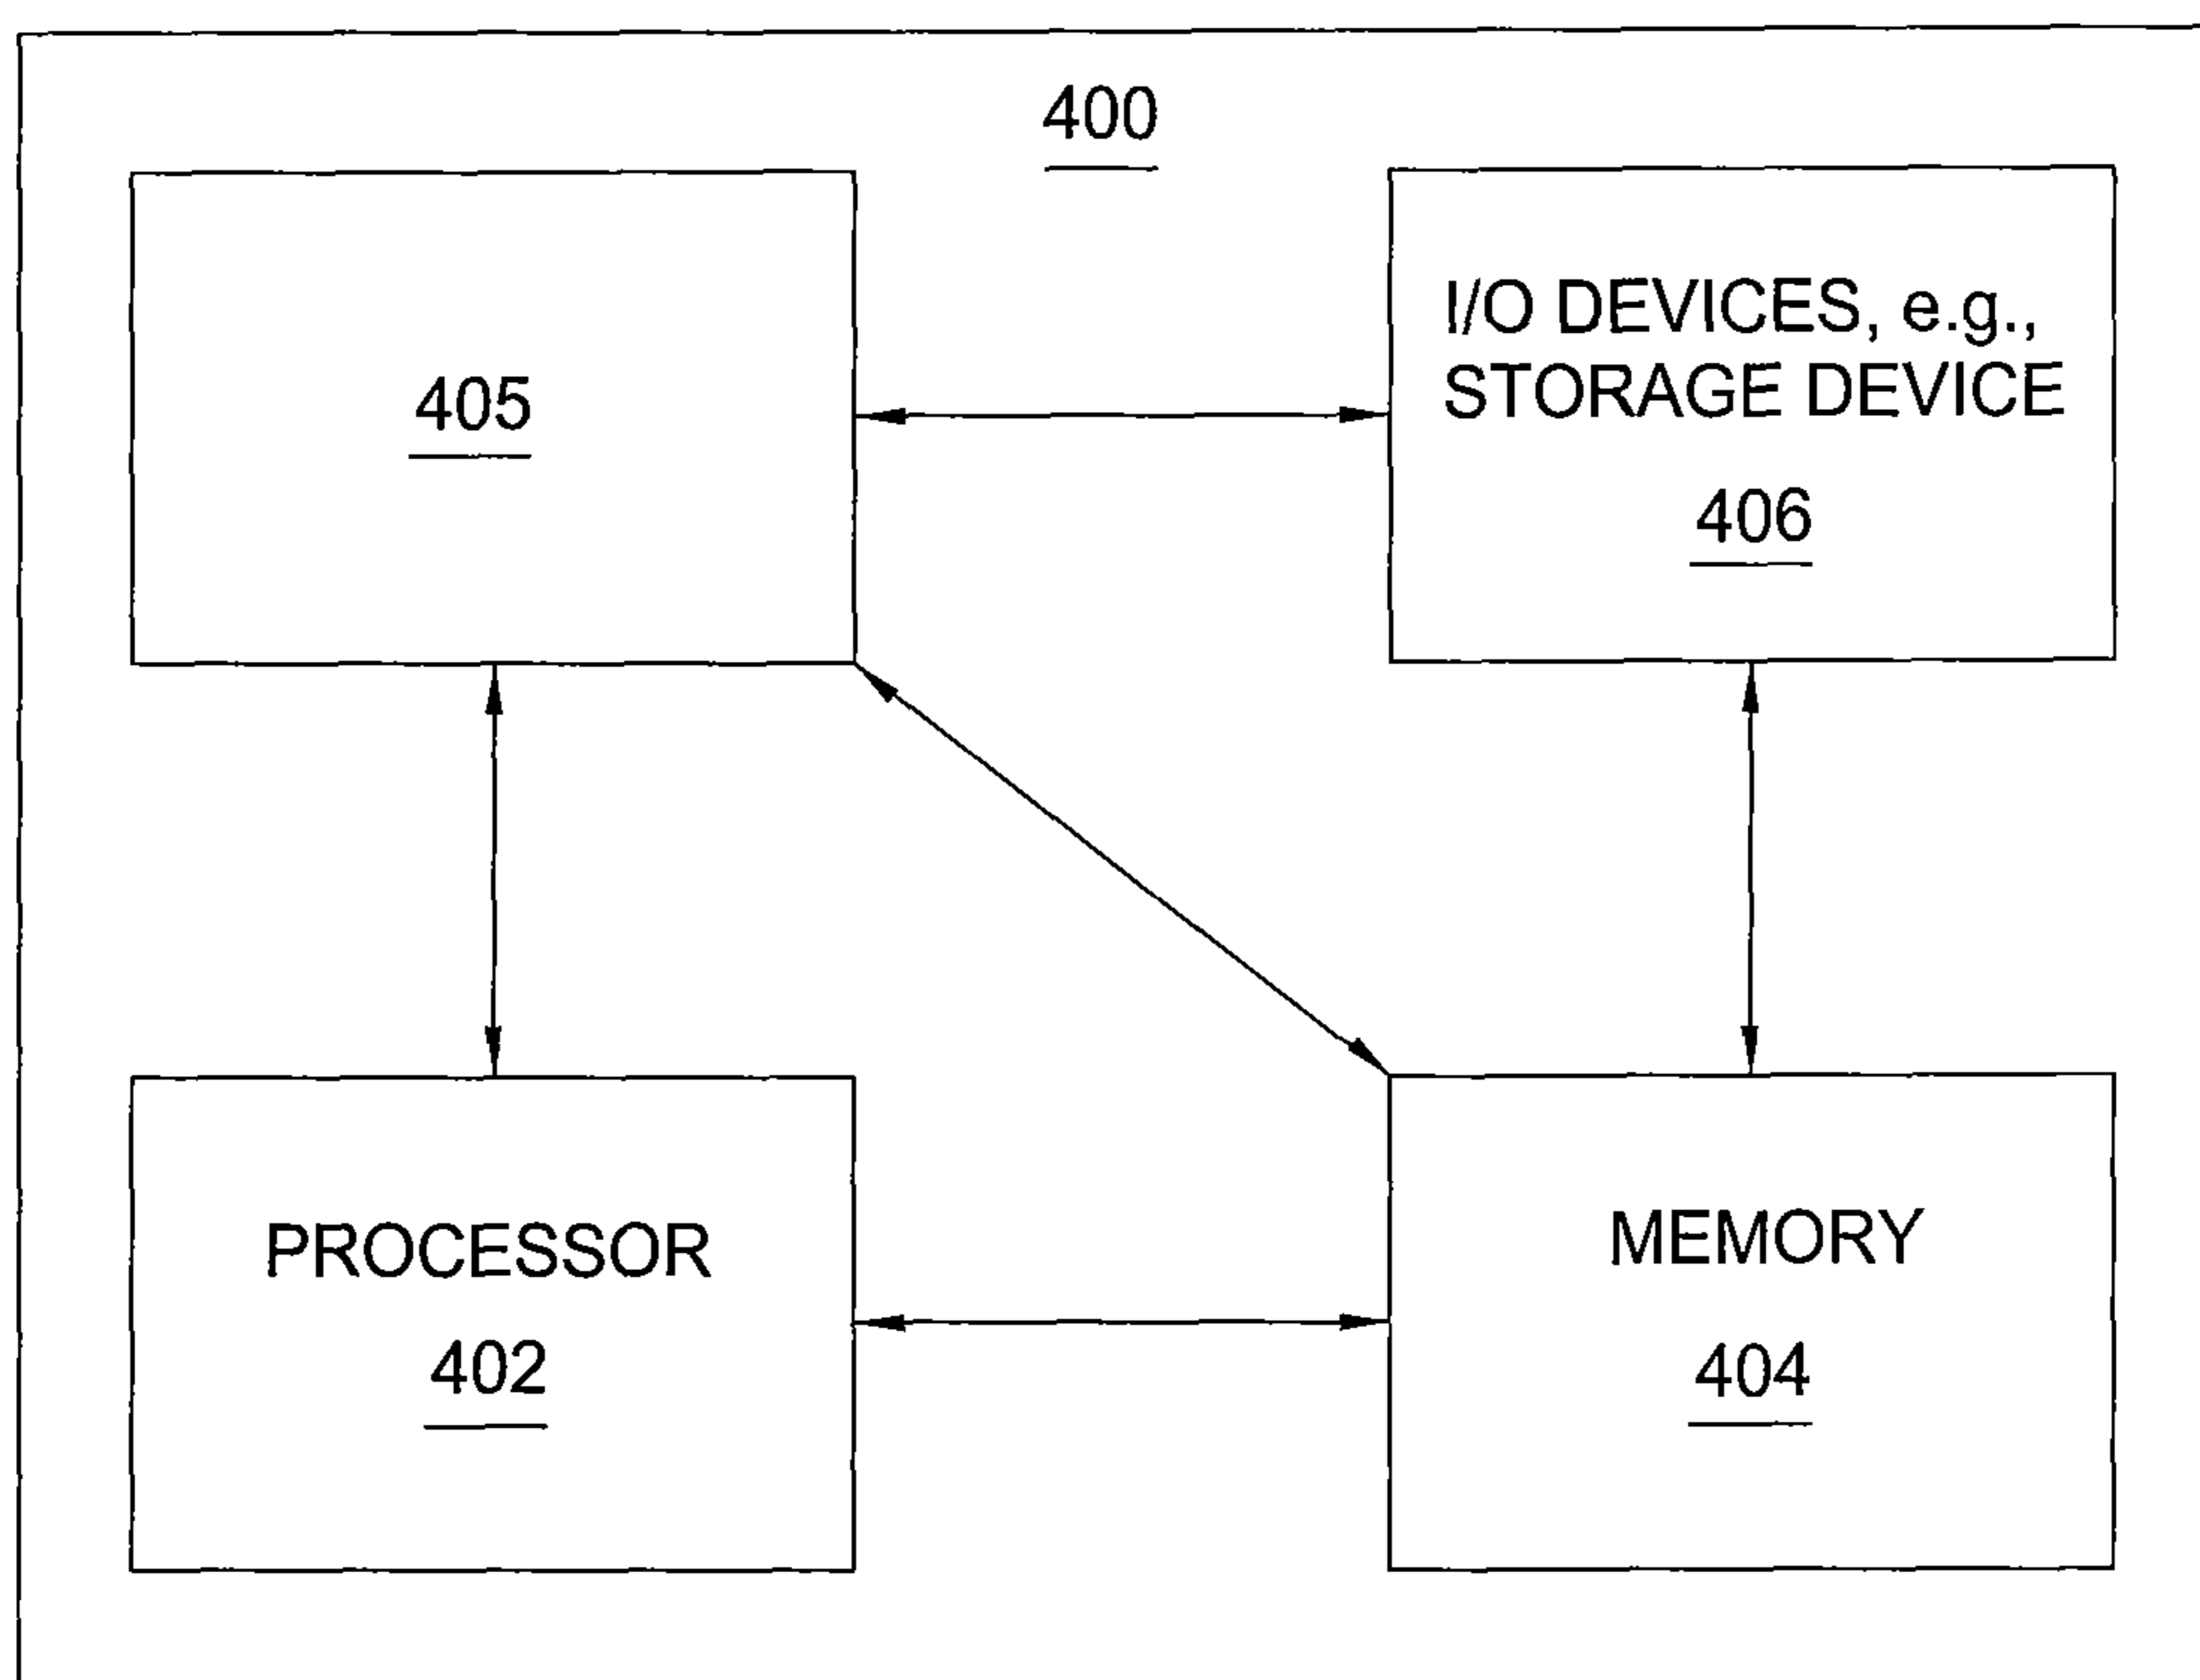 400
405
I/O DEVICES, e.g.,
STORAGE DEVICE
406
PROCESSOR
402
MEMORY
404